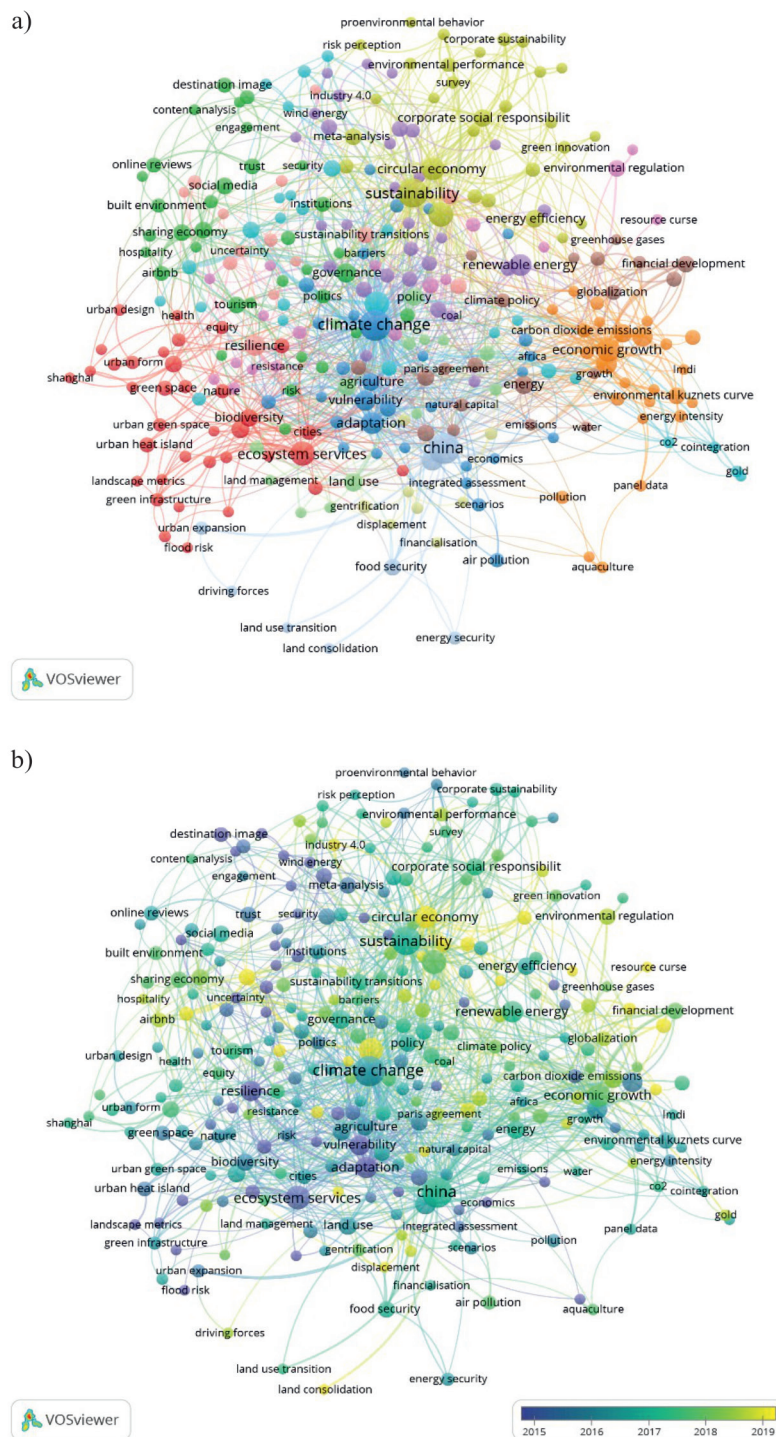 a)
proenvironmental behavior
corporate sustainability
risk perception
environmental performance
destination image
survey
industry 4.0
content analysis
wind energy
corporate social responsibilit
engagement
meta-analysis
green innovation
online reviews
trust
security
circular economy
environmental regulation
social media
sustainability
built environment
institutions
resource curse
sharing economy
energy efficiency
sustainability transitions
greenhouse gases
hospitality
uncertainty
barriers
renewable energy
financial development
airbnb
governance
urban design
tourism
politics
policy
climate policy
globalization
health
climate change
coal
carbon dioxide emissions
equity
resilience
africa
economic growth
urban form
paris agreement
shanghai
resistance
growth
lmdi
green space
nature
risk
agriculture
energy
environmental kuznets curve
vulnerability
natural capital
urban green space
biodiversity
adaptation
emissions
water
energy intensity
urban heat island
cities
china
co2
cointegration
ecosystem services
economics
gold
landscape metrics
land management
land use
integrated assessment
panel data
green infrastructure
gentrification
scenarios
pollution
urban expansion
displacement
flood risk
financialisation
air pollution
food security
aquaculture
driving forces
land use transition
energy security
land consolidation
VOSviewer
b)
proenvironmental behavior
risk perception
corporate sustainability
environmental performance
destination image
survey
industry 4.0
content analysis
wind energy
corporate social responsibilit
engagement
meta-analysis
green innovation
online reviews
trust
security
circular economy
environmental regulation
social media
sustainability
built environment
institutions
resource curse
sharing economy
energy efficiency
sustainability transitions
greenhouse gases
hospitality
uncertainty
barriers
renewable energy
financial development
airbnb
governance
urban design
tourism
politics
policy
climate policy
globalization
health
climate change
coal
carbon dioxide emissions
equity
resilience
africa
economic growth
urban form
paris agreement
shanghai
resistance
growth
lmdi
green space
nature
risk
agriculture
energy
environmental kuznets curve
vulnerability
natural capital
urban green space
biodiversity
adaptation
emissions
water
energy intensity
urban heat island
cities
china
co2
cointegration
ecosystem services
economics
gold
landscape metrics
land management
land use
integrated assessment
panel data
green infrastructure
gentrification
scenarios
pollution
urban expansion
displacement
flood risk
financialisation
air pollution
food security
aquaculture
driving forces
land use transition
energy security
land consolidation
VOSviewer
2015 2016 2017 2018 2019